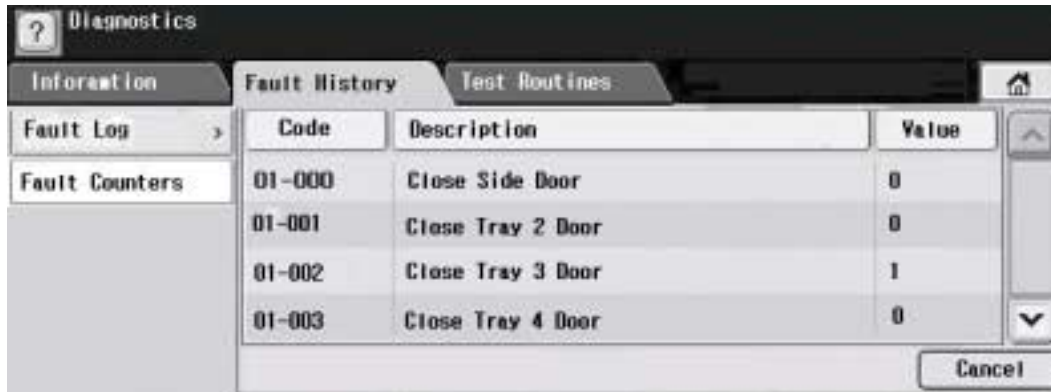 ? Diagnostics
Inforamtion Fault History Test Routines
Fault Log > Code Description Value
Fault Counters 01-000 Close Side Door 0
01-001 Close Tray 2 Door 0
01-002 Close Tray 3 Door 1
01-003 Close Tray 4 Door 0
Cancel